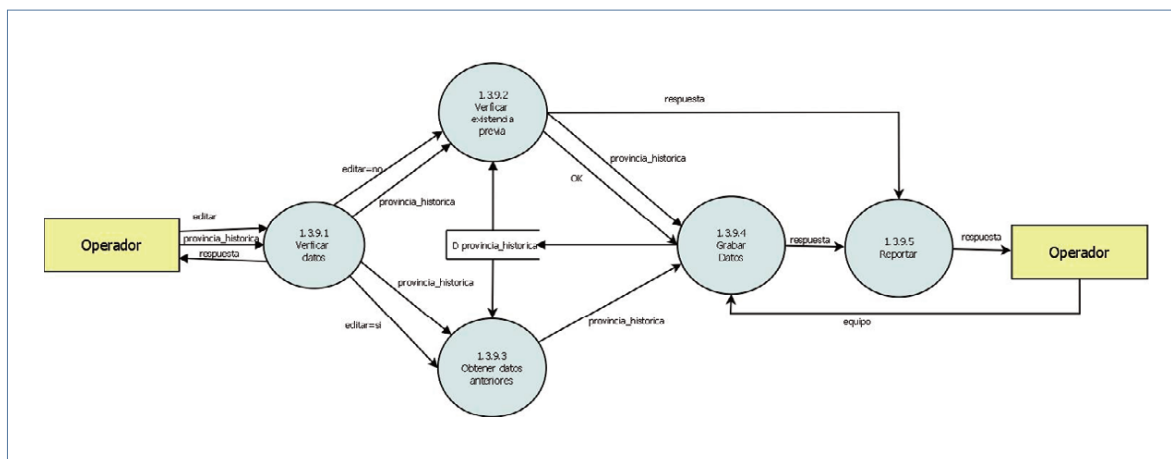 1.3.9.2
Verficar
existencia
previa
respuesta
editar=no
provincia_historica
OK
provincia_historica
Operador
editar
provincia_historica
respuesta
1.3.9.1
Verficar
datos
D provincia_historica
1.3.9.4
Grabar
Datos
respuesta
1.3.9.5
Reportar
respuesta
Operador
provincia_historica
editar=si
provincia_historica
equipo
1.3.9.3
Obtener datos
anteriores